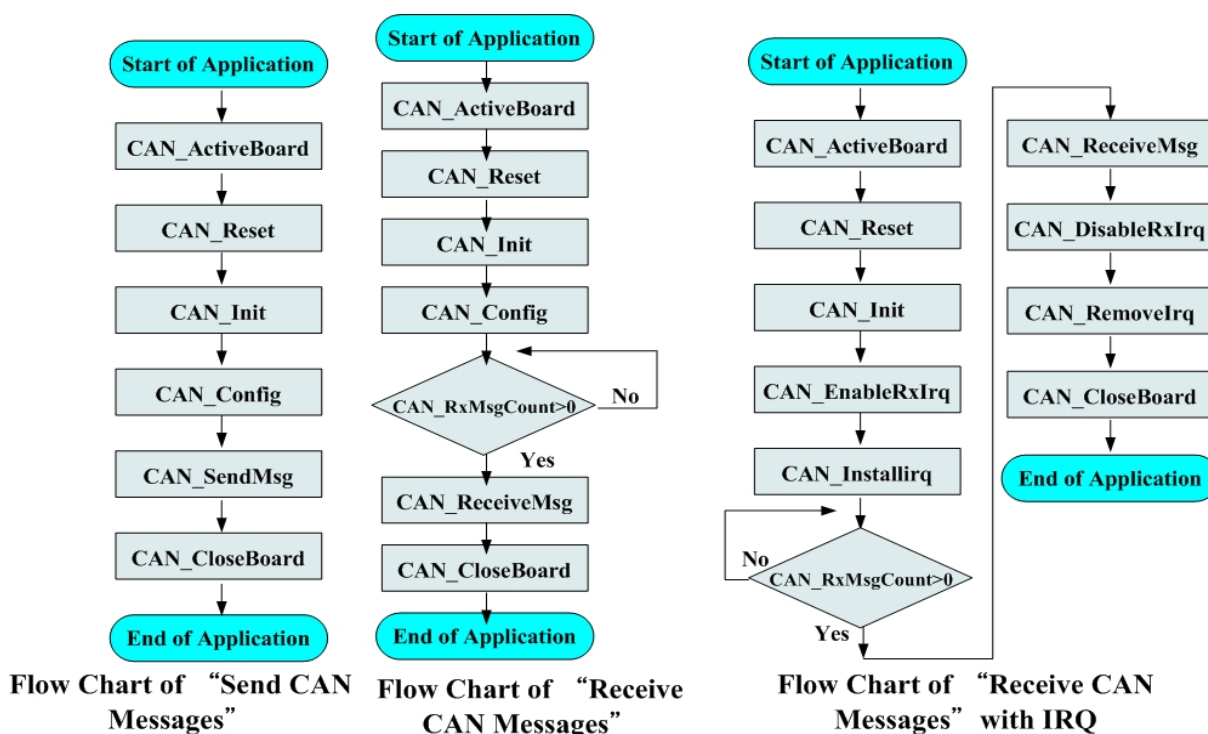 Start of Application
CAN_ActiveBoard
CAN_Reset
CAN_Init
CAN_Config
CAN_SendMsg
CAN_CloseBoard
End of Application
Flow Chart of “Send CAN
Messages”
Start of Application
CAN_ActiveBoard
CAN_Reset
CAN_Init
CAN_Config
CAN_RxMsgCount>0
No
Yes
CAN_ReceiveMsg
CAN_CloseBoard
End of Application
Flow Chart of “Receive
CAN Messages”
Start of Application
CAN_ActiveBoard
CAN_Reset
CAN_Init
CAN_EnableRxIrq
CAN_Installirq
No
CAN_RxMsgCount>0
Yes
CAN_ReceiveMsg
CAN_DisableRxIrq
CAN_RemoveIrq
CAN_CloseBoard
End of Application
Flow Chart of “Receive CAN
Messages” with IRQ